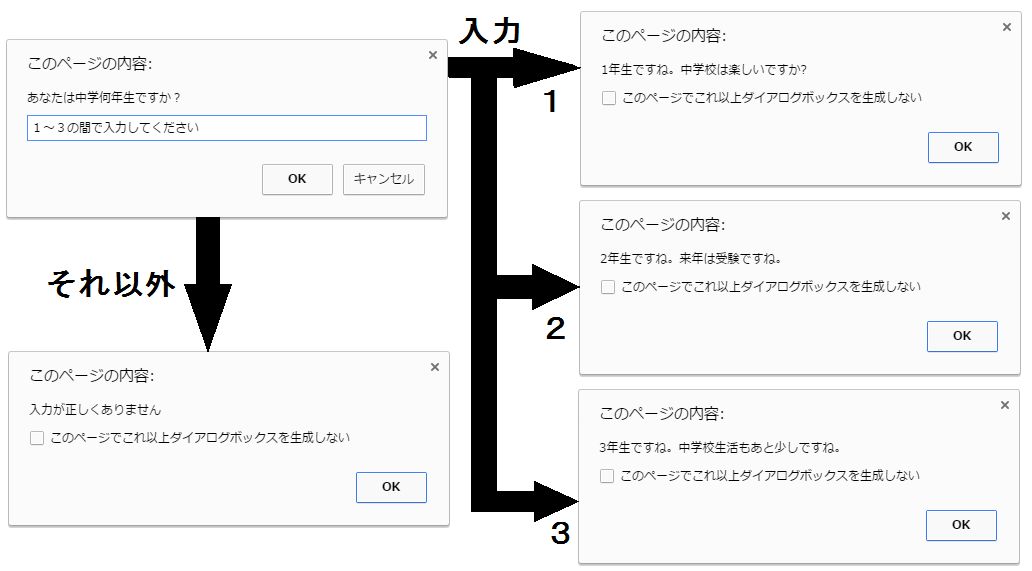 このページの内容:
あなたは中学何年生ですか?
1～3の間で入力してください
OK
キャンセル
それ以外
このページの内容:
入力が正しくありません
このページでこれ以上ダイアログボックスを生成しない
OK
入力
1
このページの内容:
1年生ですね。中学校は楽しいですか?
このページでこれ以上ダイアログボックスを生成しない
OK
2
このページの内容:
2年生ですね。来年は受験ですね。
このページでこれ以上ダイアログボックスを生成しない
OK
3
このページの内容:
3年生ですね。中学校生活もあと少しですね。
このページでこれ以上ダイアログボックスを生成しない
OK